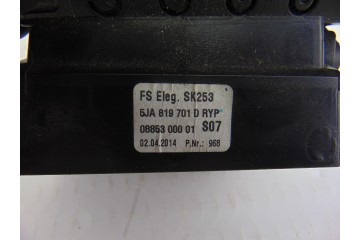 FS Eleg. SK253
5JA 819 701 D RYP
08853 000 01 S07
02.04.2014 P.Nr.: 968